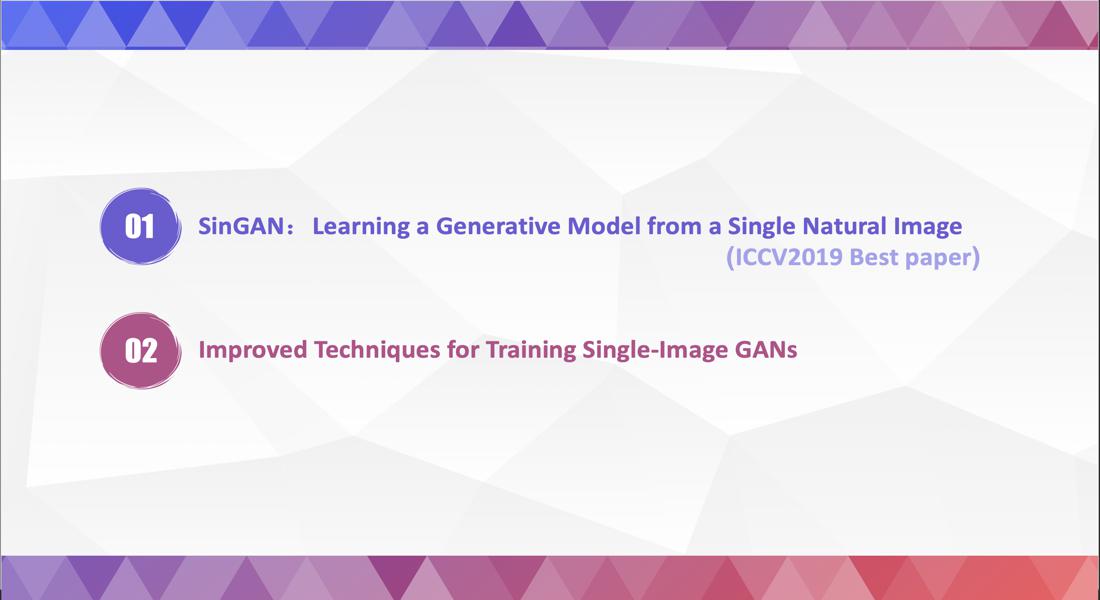 01
SinGAN： Learning a Generative Model from a Single Natural Image
(ICCV2019 Best paper)
02
Improved Techniques for Training Single-Image GANs